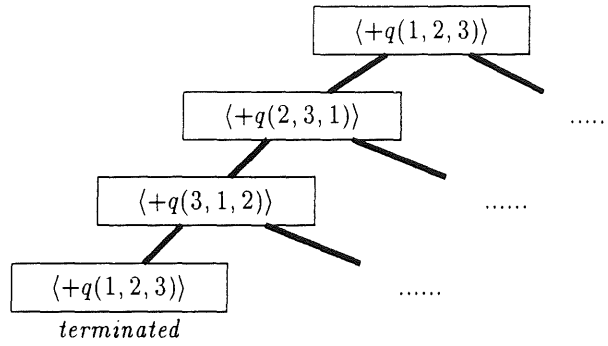 ⟨+q(1, 2, 3)⟩
⟨+q(2, 3, 1)⟩
.....
⟨+q(3, 1, 2)⟩
......
⟨+q(1, 2, 3)⟩
......
terminated